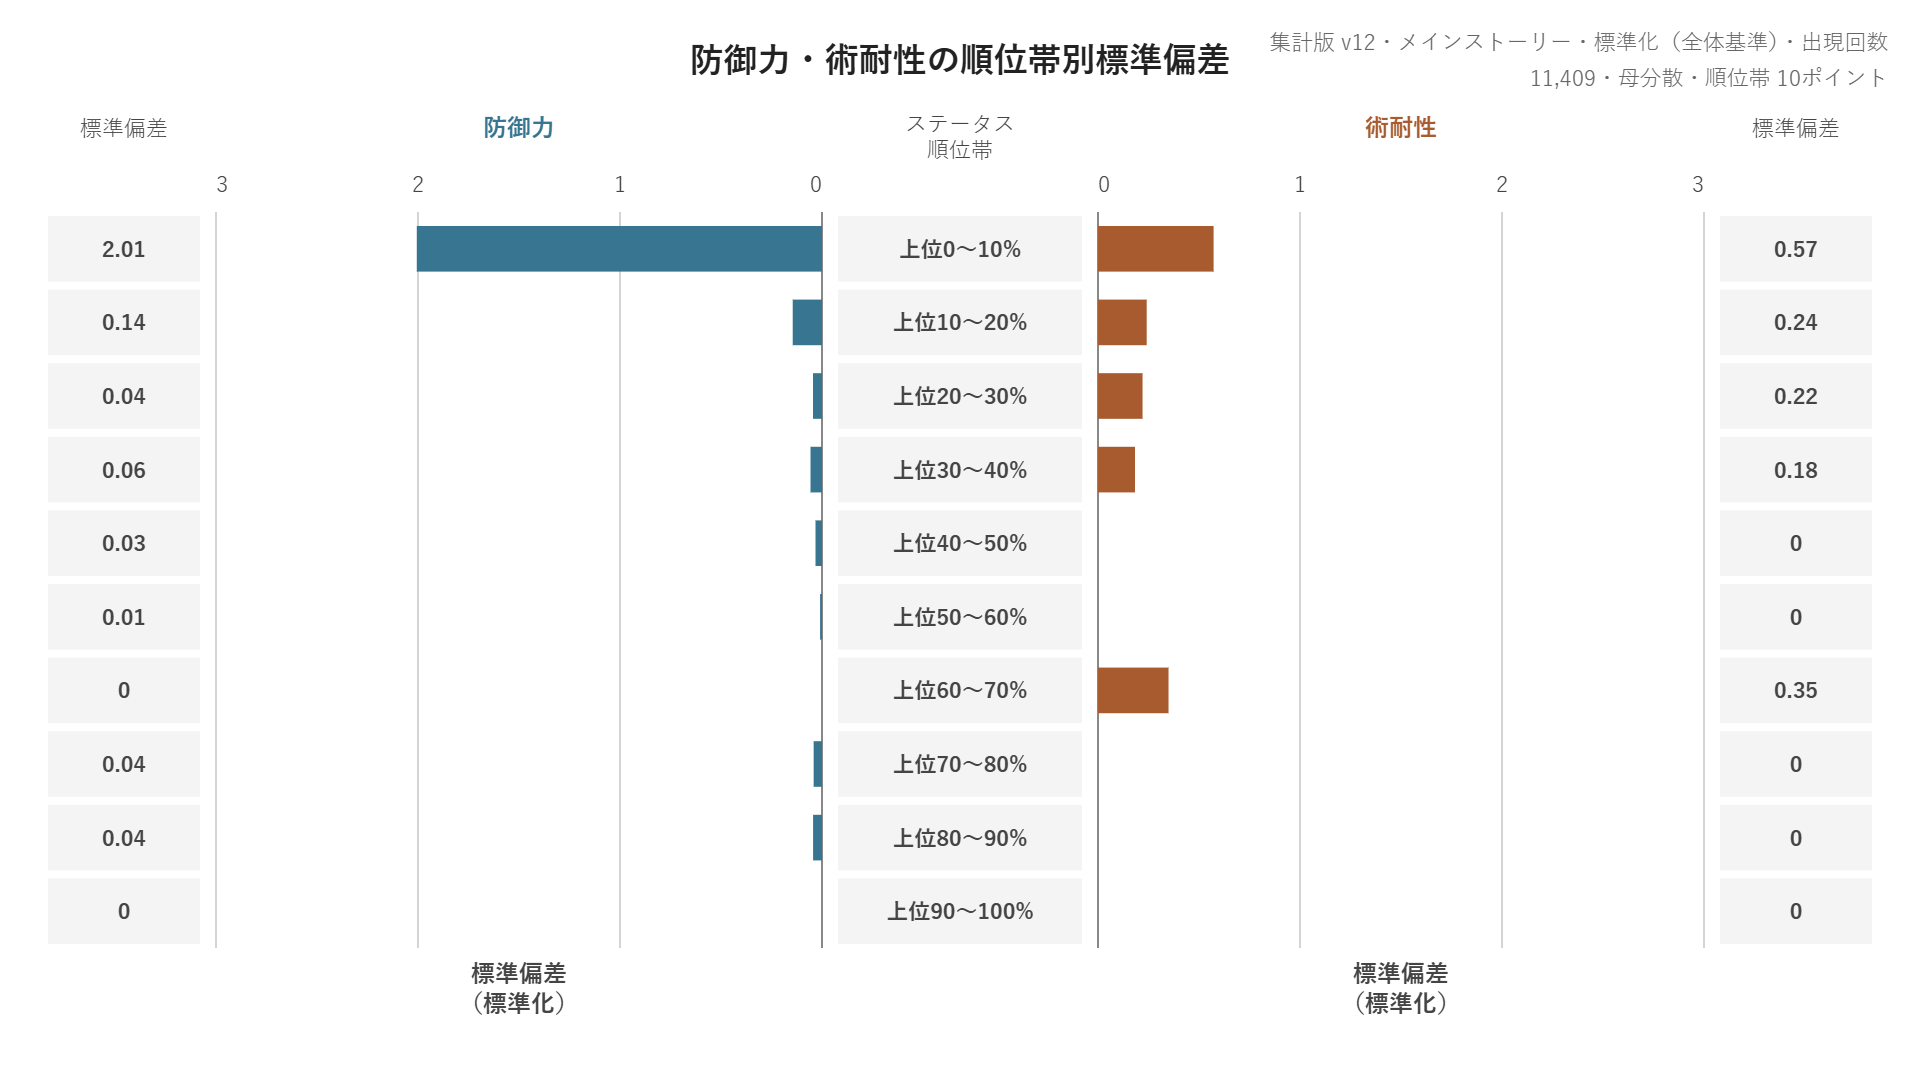 防御力・術耐性の順位帯別標準偏差
集計版 v12・メインストーリー・標準化（全体基準）・出現回数
11,409・母分散・順位帯 10ポイント
標準偏差
防御力
ステータス
順位帯
術耐性
標準偏差
3 2 1 0 0 1 2 3
2.01 上位0〜10% 0.57
0.14 上位10〜20% 0.24
0.04 上位20〜30% 0.22
0.06 上位30〜40% 0.18
0.03 上位40〜50% 0
0.01 上位50〜60% 0
0 上位60〜70% 0.35
0.04 上位70〜80% 0
0.04 上位80〜90% 0
0 上位90〜100% 0
標準偏差
（標準化）
標準偏差
（標準化）